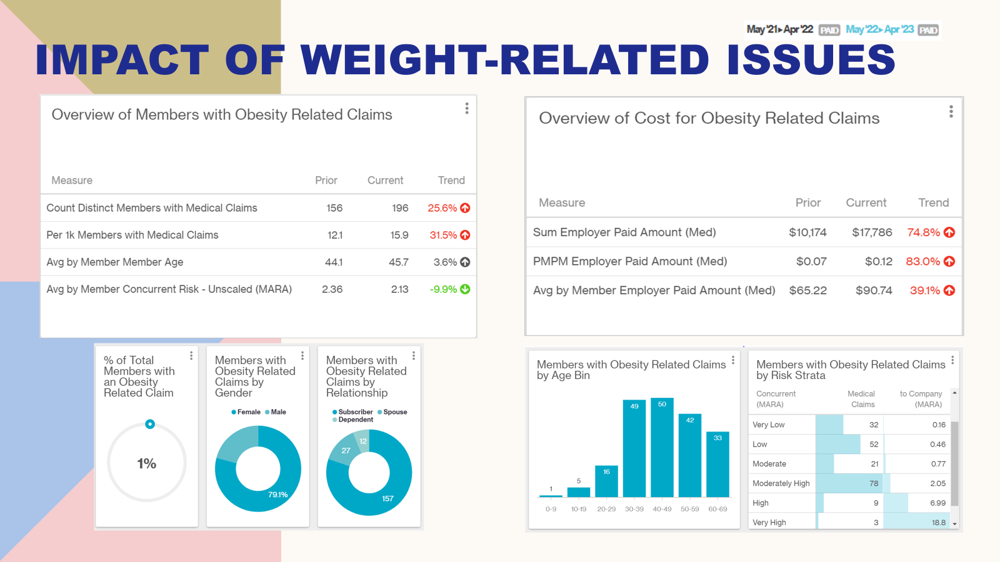 May '21 ▸ Apr '22 PAID May '22 ▸ Apr '23 PAID
IMPACT OF WEIGHT-RELATED ISSUES
Overview of Members with Obesity Related Claims
Measure Prior Current Trend
Count Distinct Members with Medical Claims 156 196 25.6%
Per 1k Members with Medical Claims 12.1 15.9 31.5%
Avg by Member Member Age 44.1 45.7 3.6%
Avg by Member Concurrent Risk - Unscaled (MARA) 2.36 2.13 -9.9%
Overview of Cost for Obesity Related Claims
Measure Prior Current Trend
Sum Employer Paid Amount (Med) $10,174 $17,786 74.8%
PMPM Employer Paid Amount (Med) $0.07 $0.12 83.0%
Avg by Member Employer Paid Amount (Med) $65.22 $90.74 39.1%
% of Total
Members with
an Obesity
Related Claim
1%
Members with
Obesity Related
Claims by
Gender
Female Male
79.1%
Members with
Obesity Related
Claims by
Relationship
Subscriber Spouse
Dependent
12
27
157
Members with Obesity Related Claims
by Age Bin
1 5 16 49 50 42 33
0-9 10-19 20-29 30-39 40-49 50-59 60-69
Members with Obesity Related Claims
by Risk Strata
Concurrent Medical to Company
(MARA) Claims (MARA)
Very Low 32 0.16
Low 52 0.46
Moderate 21 0.77
Moderately High 78 2.05
High 9 6.99
Very High 3 18.8